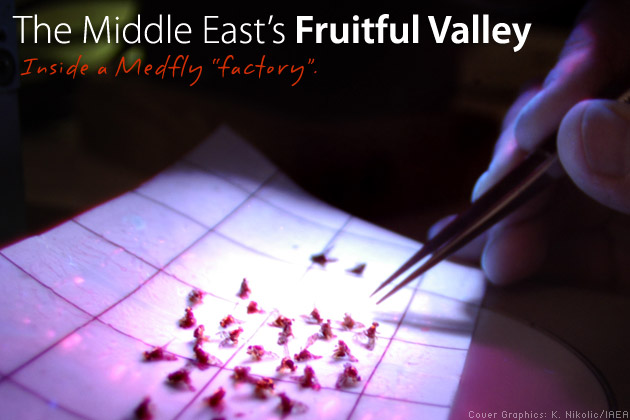 The Middle East's Fruitful Valley
Inside a Medfly "factory".
Cover Graphics: K. Nikolic/IAEA